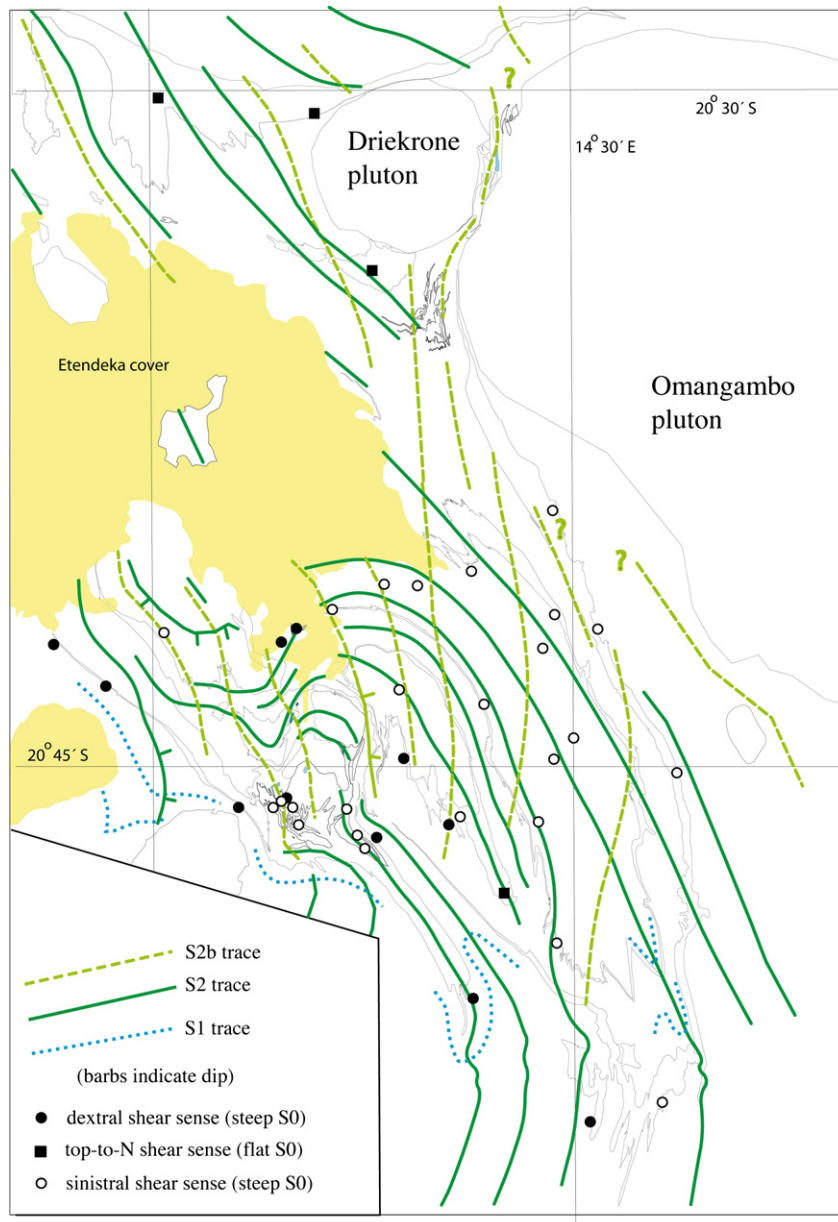 ?
20° 30´ S
14° 30´ E
Driekrone
pluton
Etendeka cover
Omangambo
pluton
?
?
20° 45´ S
S2b trace
S2 trace
S1 trace
(barbs indicate dip)
dextral shear sense (steep S0)
top-to-N shear sense (flat S0)
sinistral shear sense (steep S0)